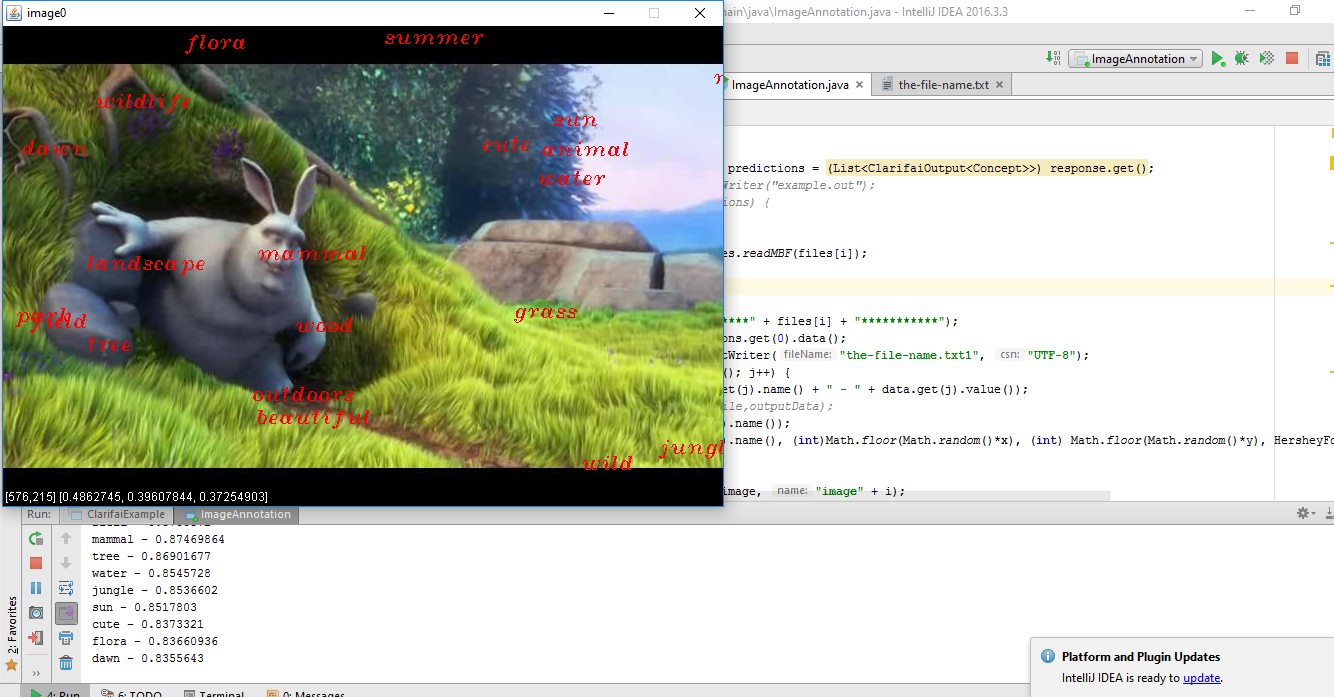 image0
main\java\ImageAnnotation.java - IntelliJ IDEA 2016.3.3
flora
summer
wildlife
sun
dawn
cute
animal
water
mammal
landscape
grass
park
field
wood
tree
outdoors
beautiful
jungl
wild
[576,215] [0.4862745, 0.39607844, 0.37254903]
ImageAnnotation
ImageAnnotation.java
the-file-name.txt
predictions = (List<ClarifaiOutput<Concept>>) response.get();
Writer("example.out");
ions) {
es.readMBF(files[i]);
****" + files[i] + "***********");
ons.get(0).data();
tWriter( fileName: "the-file-name.txt1", csn: "UTF-8");
(); j++) {
et(j).name() + " - " + data.get(j).value());
ile,outputData);
).name());
.name(), (int)Math.floor(Math.random()*x), (int) Math.floor(Math.random()*y), HersheyFo
image, name: "image" + i);
Run: ClarifaiExample ImageAnnotation
mammal - 0.87469864
tree - 0.86901677
water - 0.8545728
jungle - 0.8536602
sun - 0.8517803
cute - 0.8373321
flora - 0.83660936
dawn - 0.8355643
2: Favorites
Platform and Plugin Updates
IntelliJ IDEA is ready to update.
4: Run 6: TODO Terminal 0: Messages